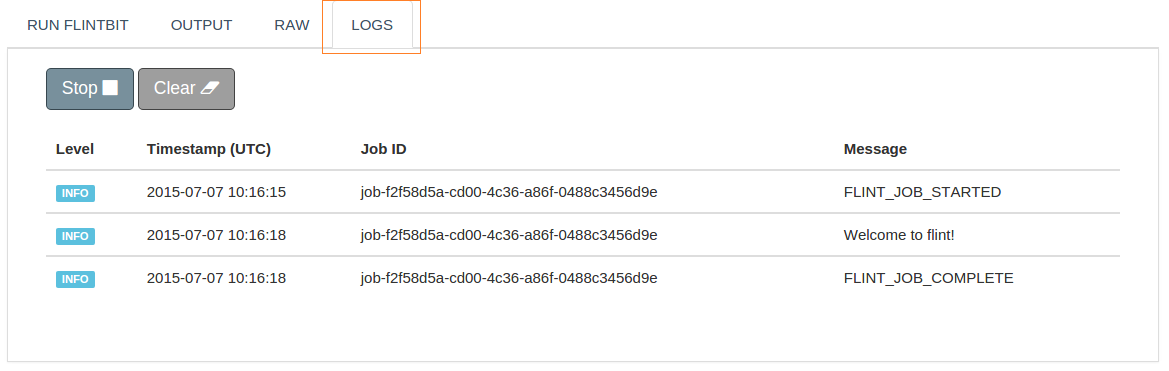 RUN FLINTBIT OUTPUT RAW LOGS
Stop Clear
Level Timestamp (UTC) Job ID Message
INFO 2015-07-07 10:16:15 job-f2f58d5a-cd00-4c36-a86f-0488c3456d9e FLINT_JOB_STARTED
INFO 2015-07-07 10:16:18 job-f2f58d5a-cd00-4c36-a86f-0488c3456d9e Welcome to flint!
INFO 2015-07-07 10:16:18 job-f2f58d5a-cd00-4c36-a86f-0488c3456d9e FLINT_JOB_COMPLETE